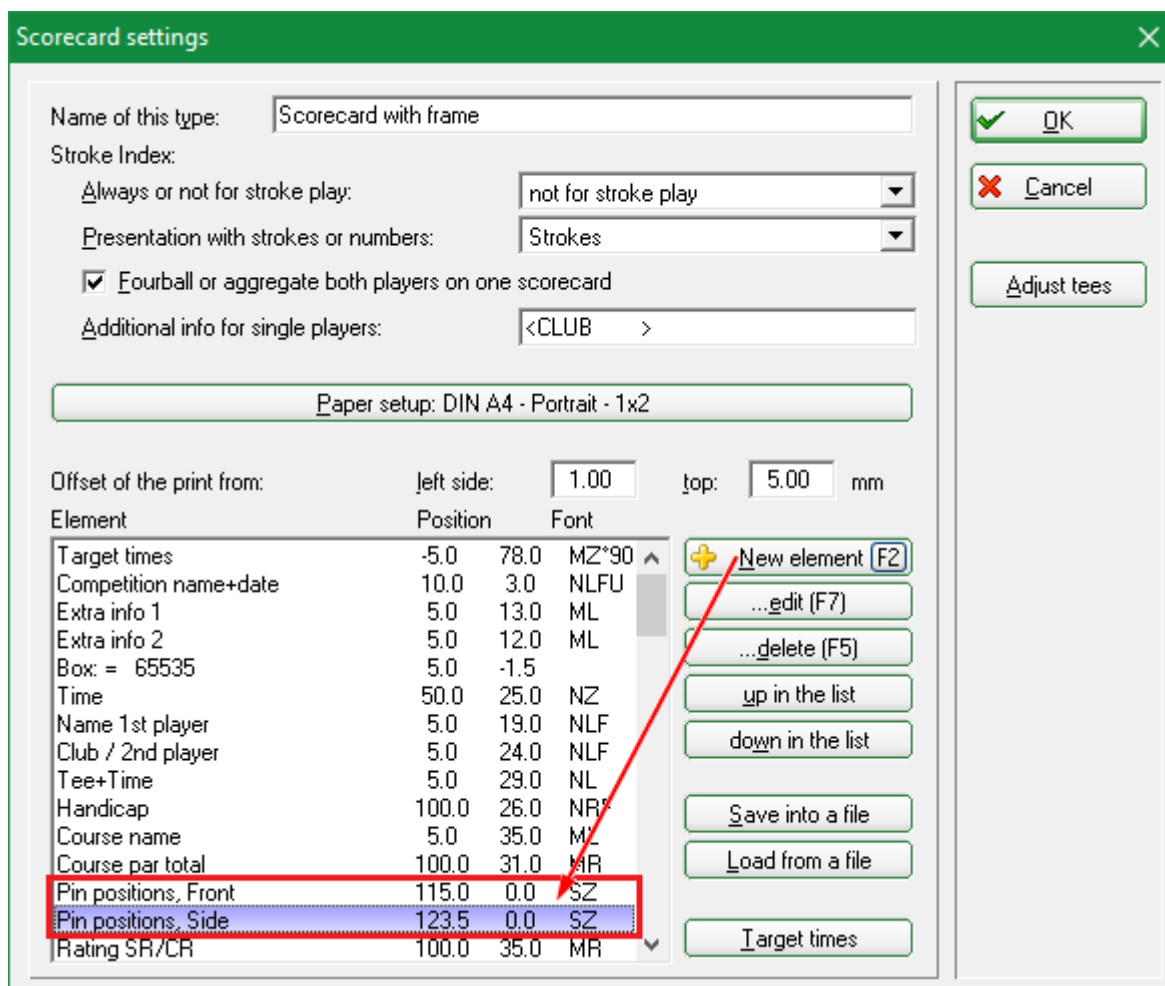 Scorecard settings
Name of this type: Scorecard with frame
OK
Stroke Index:
Always or not for stroke play: not for stroke play
Cancel
Presentation with strokes or numbers: Strokes
Fourball or aggregate both players on one scorecard
Adjust tees
Additional info for single players: <CLUB >
Paper setup: DIN A4 - Portrait - 1x2
Offset of the print from: left side: 1.00 top: 5.00 mm
Element Position Font
Target times -5.0 78.0 MZ°90
New element (F2)
Competition name+date 10.0 3.0 NLFU
Extra info 1 5.0 13.0 ML
...edit (F7)
Extra info 2 5.0 12.0 ML
...delete (F5)
Box: = 65535 5.0 -1.5
Time 50.0 25.0 NZ
up in the list
Name 1st player 5.0 19.0 NLF
down in the list
Club / 2nd player 5.0 24.0 NLF
Tee+Time 5.0 29.0 NL
Handicap 100.0 26.0 NRF
Save into a file
Course name 5.0 35.0 ML
Course par total 100.0 31.0 MR
Load from a file
Pin positions, Front 115.0 0.0 SZ
Pin positions, Side 123.5 0.0 SZ
Target times
Rating SR/CR 100.0 35.0 MR